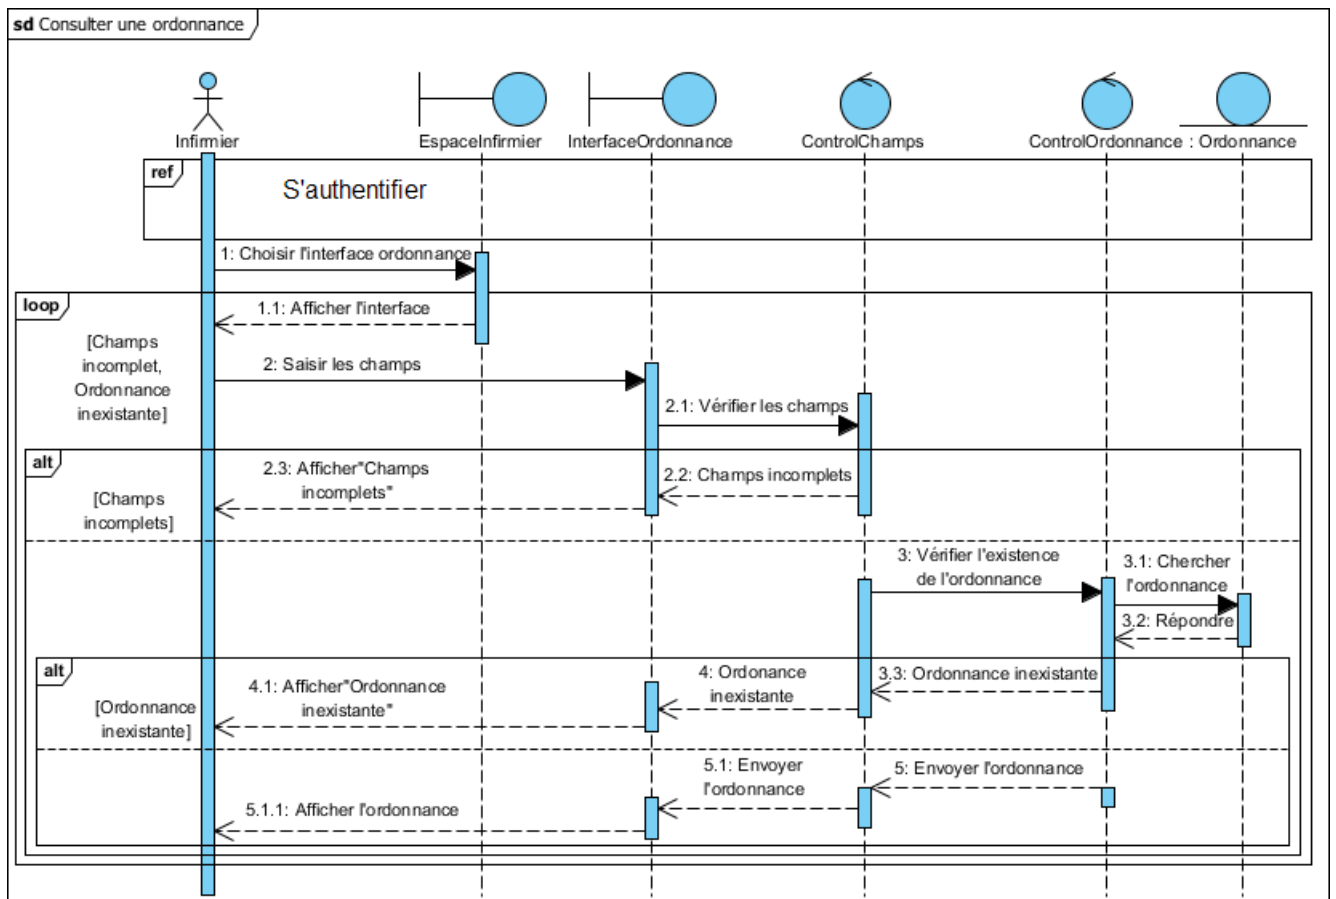 sd Consulter une ordonnance
Infirmier
EspaceInfirmier
InterfaceOrdonnance
ControlChamps
ControlOrdonnance
: Ordonnance
ref
S'authentifier
1: Choisir l'interface ordonnance
loop
1.1: Afficher l'interface
[Champs
incomplet,
Ordonnance
inexistante]
2: Saisir les champs
2.1: Vérifier les champs
alt
[Champs
incomplets]
2.3: Afficher"Champs
incomplets"
2.2: Champs incomplets
3: Vérifier l'existence
de l'ordonnance
3.1: Chercher
l'ordonnance
3.2: Répondre
alt
[Ordonnance
inexistante]
4.1: Afficher"Ordonnance
inexistante"
4: Ordonance
inexistante
3.3: Ordonnance inexistante
5.1: Envoyer
l'ordonnance
5: Envoyer l'ordonnance
5.1.1: Afficher l'ordonnance